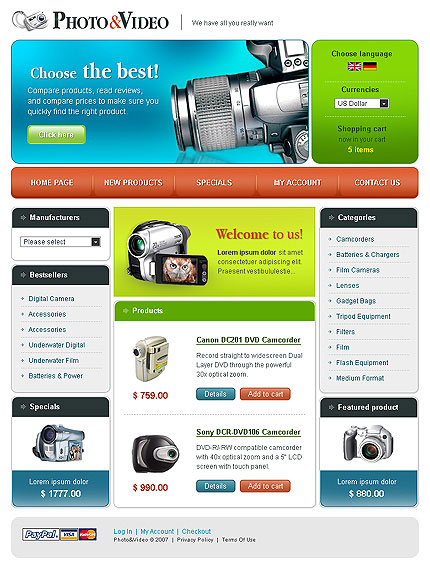 PHOTO&VIDEO
We have all you really want
Choose the best!
Compare products, read reviews,
and compare prices to make sure you
quickly find the right product.
Click here
Choose language
Currencies
US Dollar
Shopping cart
now in your cart
5 items
HOME PAGE
NEW PRODUCTS
SPECIALS
MY ACCOUNT
CONTACT US
Manufacturers
Please select
Bestsellers
Digital Camera
Accessories
Accessories
Underwater Digital
Underwater Film
Batteries & Power
Specials
Lorem ipsum dolor
$ 1777.00
Welcome to us!
Lorem ipsum dolor sit amet
consectetuer adipiscing elit.
Praesent vestibuluste...
Products
Canon DC201 DVD Camcorder
Record straight to widescreen Dual
Layer DVD through the powerful
30x optical zoom.
$ 759.00
Details
Add to cart
Sony DCR-DVD106 Camcorder
DVD-R/-RW compatible camcorder
with 40x optical zoom and a 5" LCD
screen with touch panel.
$ 990.00
Details
Add to cart
Categories
Camcorders
Batteries & Chargers
Film Cameras
Lenses
Gadget Bags
Tripod Equipment
Filters
Film
Flash Equipment
Medium Format
Featured product
Lorem ipsum dolor
$ 880.00
PayPal
VISA
Log In | My Account | Checkout
Photo&Video © 2007 | Privacy Policy | Terms Of Use